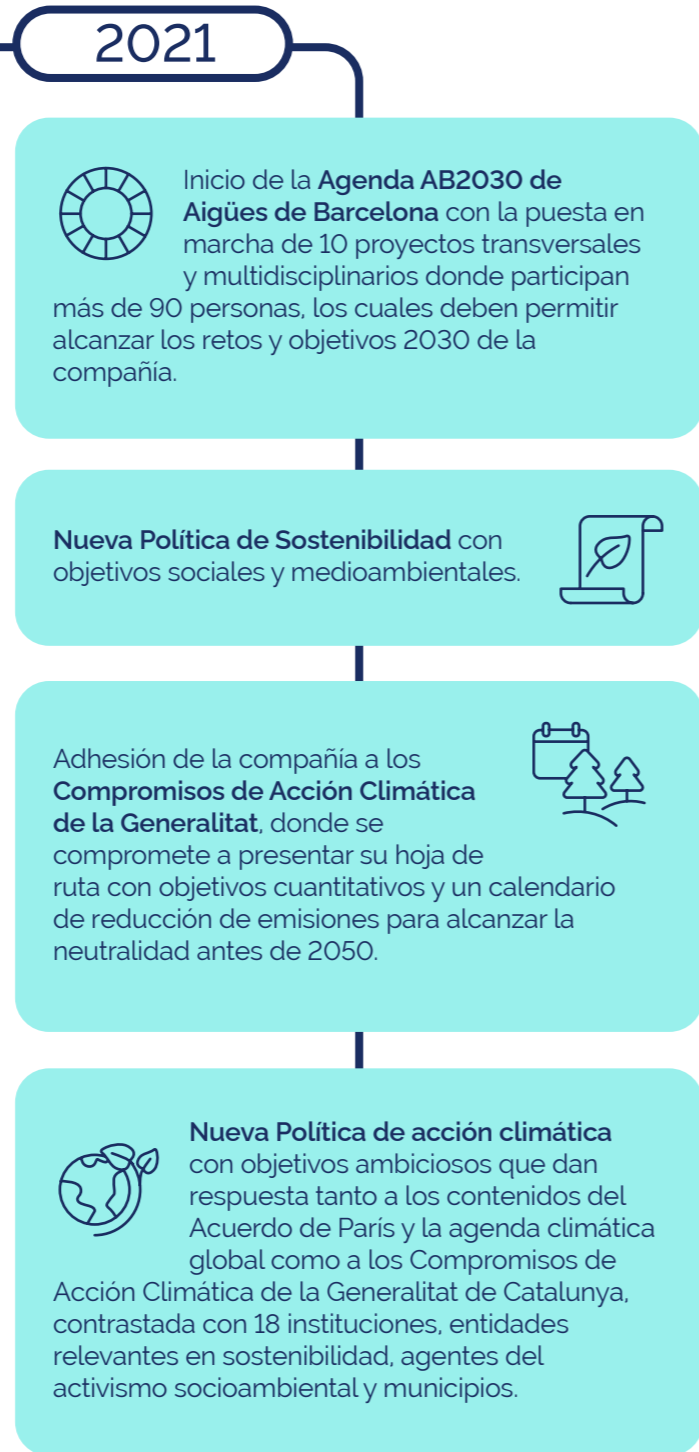 2021
Inicio de la Agenda AB2030 de
Aigües de Barcelona con la puesta en
marcha de 10 proyectos transversales
y multidisciplinarios donde participan
más de 90 personas, los cuales deben permitir
alcanzar los retos y objetivos 2030 de la
compañía.
Nueva Política de Sostenibilidad con
objetivos sociales y medioambientales.
Adhesión de la compañía a los
Compromisos de Acción Climática
de la Generalitat, donde se
compromete a presentar su hoja de
ruta con objetivos cuantitativos y un calendario
de reducción de emisiones para alcanzar la
neutralidad antes de 2050.
Nueva Política de acción climática
con objetivos ambiciosos que dan
respuesta tanto a los contenidos del
Acuerdo de París y la agenda climática
global como a los Compromisos de
Acción Climática de la Generalitat de Catalunya,
contrastada con 18 instituciones, entidades
relevantes en sostenibilidad, agentes del
activismo socioambiental y municipios.